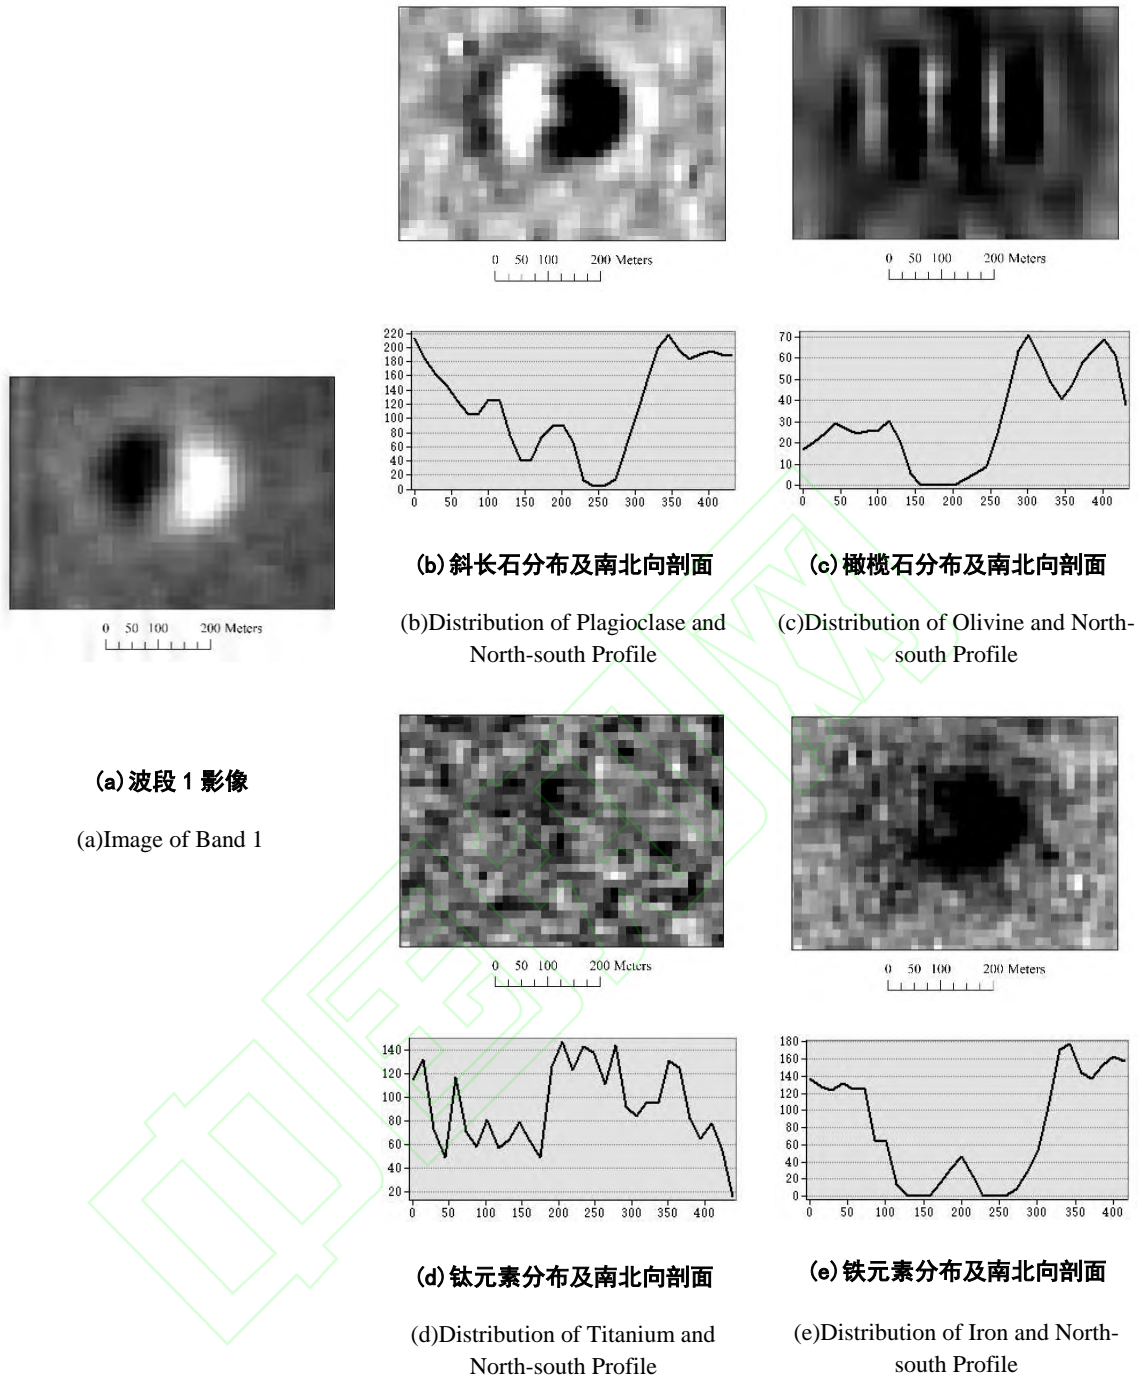 0 50 100 200 Meters
0 50 100 200 Meters
220
200
180
160
140
120
100
80
60
40
20
0
0 50 100 150 200 250 300 350 400
70
60
50
40
30
20
10
0
0 50 100 150 200 250 300 350 400
(b)斜长石分布及南北向剖面
(b)Distribution of Plagioclase and
North-south Profile
(c)橄榄石分布及南北向剖面
(c)Distribution of Olivine and North-
south Profile
0 50 100 200 Meters
(a)波段 1 影像
(a)Image of Band 1
0 50 100 200 Meters
0 50 100 200 Meters
140
120
100
80
60
40
20
0 50 100 150 200 250 300 350 400
180
160
140
120
100
80
60
40
20
0
0 50 100 150 200 250 300 350 400
(d)钛元素分布及南北向剖面
(d)Distribution of Titanium and
North-south Profile
(e)铁元素分布及南北向剖面
(e)Distribution of Iron and North-
south Profile
中国知网